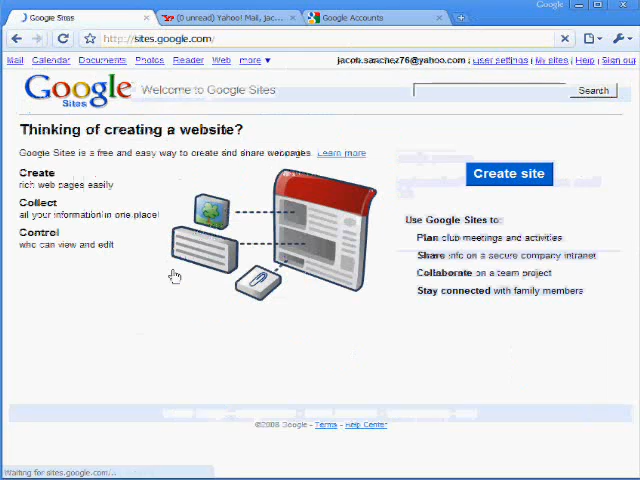 Google Sites
(0 unread) Yahoo! Mail, jac...
Google Accounts
Google
http://sites.google.com/
Mail Calendar Documents Photos Reader Web more ▼
jacob.sanchez76@yahoo.com | User settings | My sites | Help | Sign out
Google
Sites
Welcome to Google Sites
Search
Thinking of creating a website?
Google Sites is a free and easy way to create and share webpages. Learn more
Create
rich web pages easily
Collect
all your information in one place!
Control
who can view and edit
Create site
Use Google Sites to:
Plan club meetings and activities
Share info on a secure company intranet
Collaborate on a team project
Stay connected with family members
©2008 Google - Terms - Help Center
Waiting for sites.google.com...